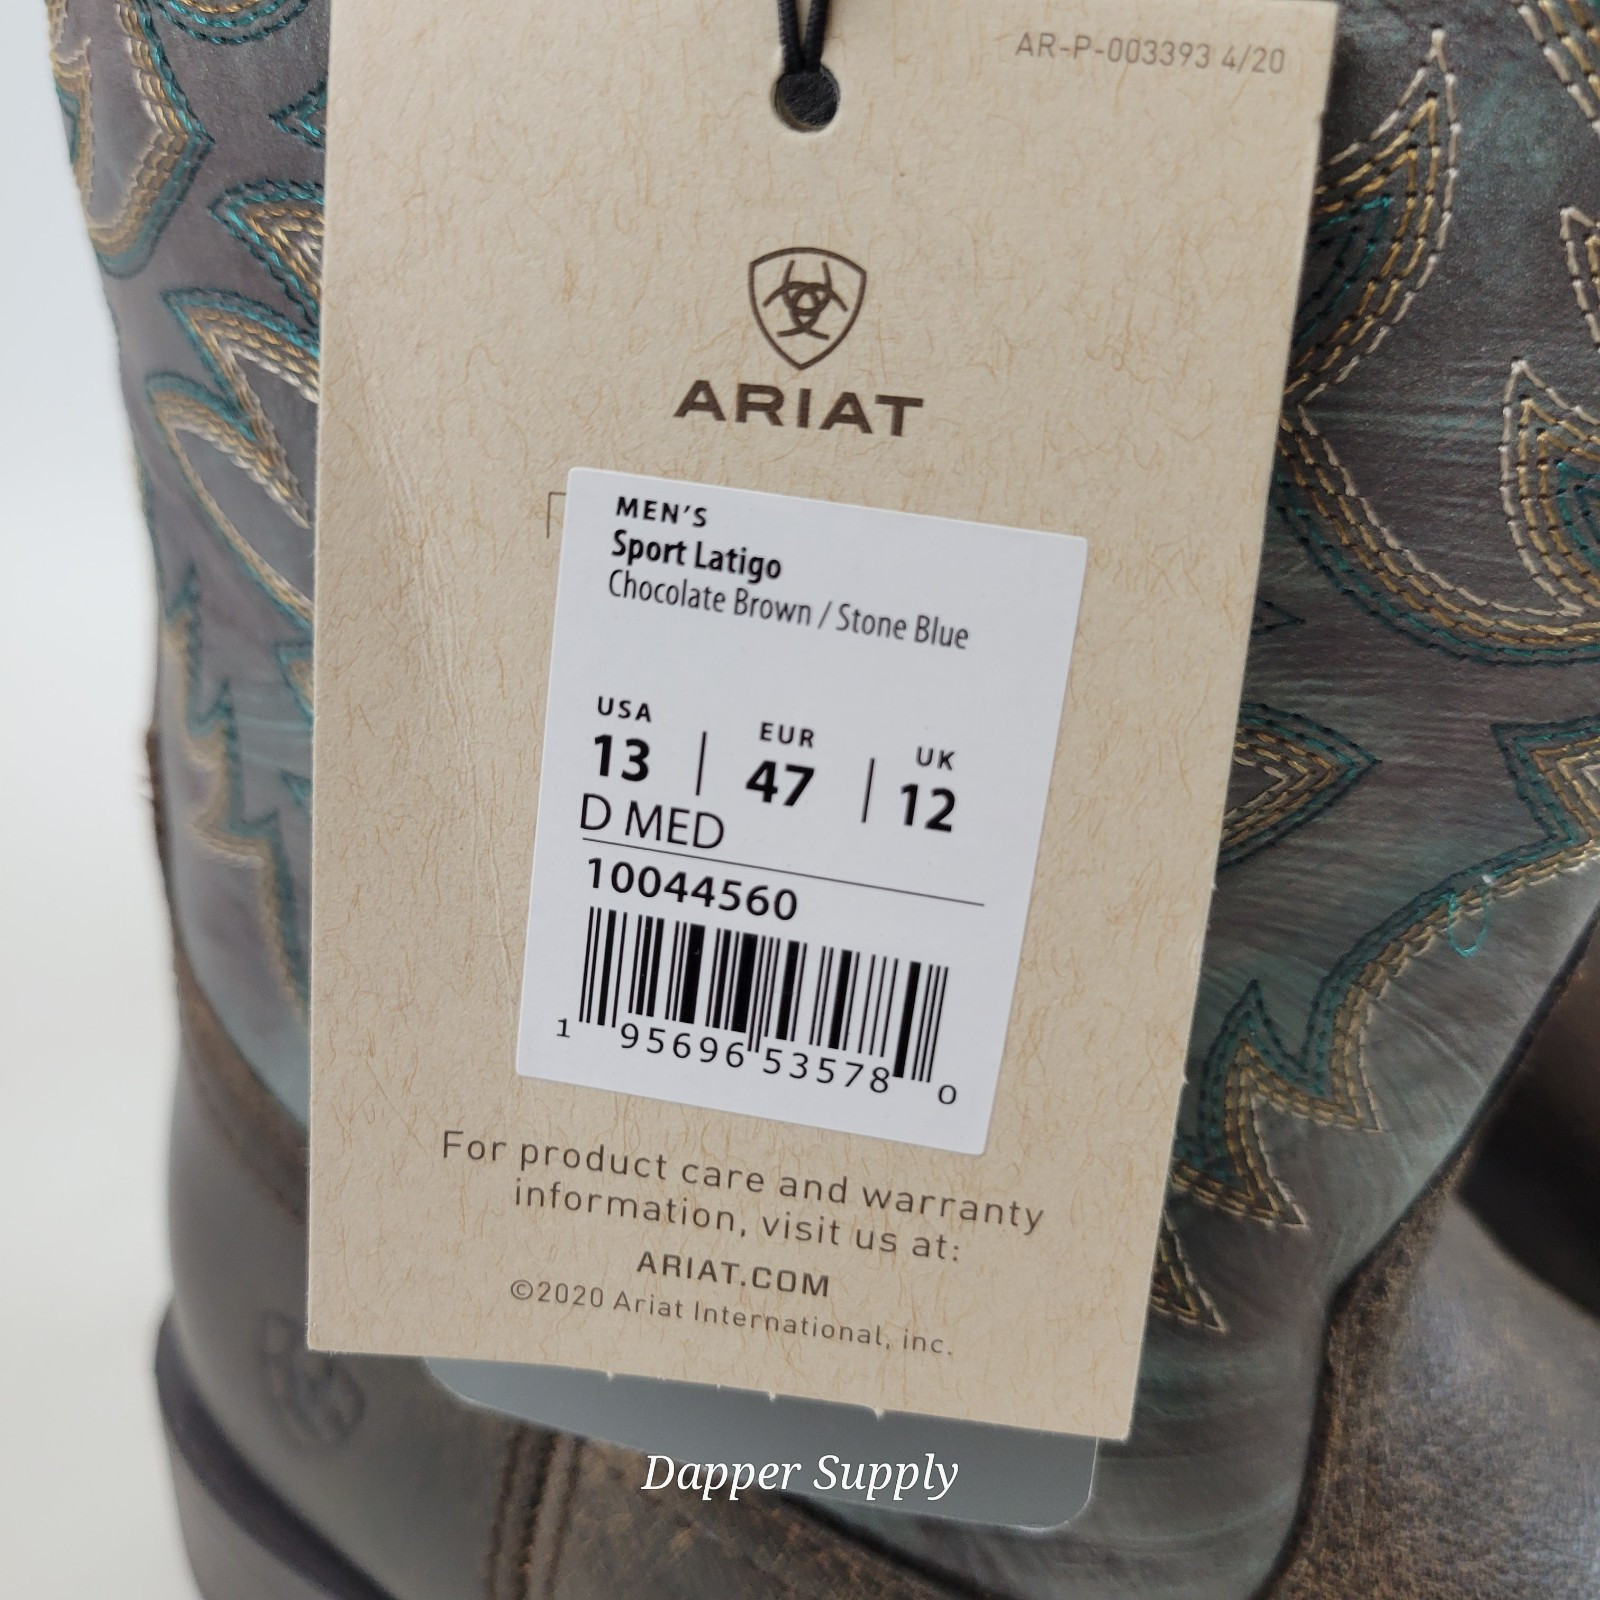 AR-P-003393 4/20
ARIAT
MEN'S
Sport Latigo
Chocolate Brown / Stone Blue
USA EUR UK
13 | 47 | 12
D MED
10044560
1 95696 53578 0
For product care and warranty
information, visit us at:
ARIAT.COM
©2020 Ariat International, inc.
Dapper Supply